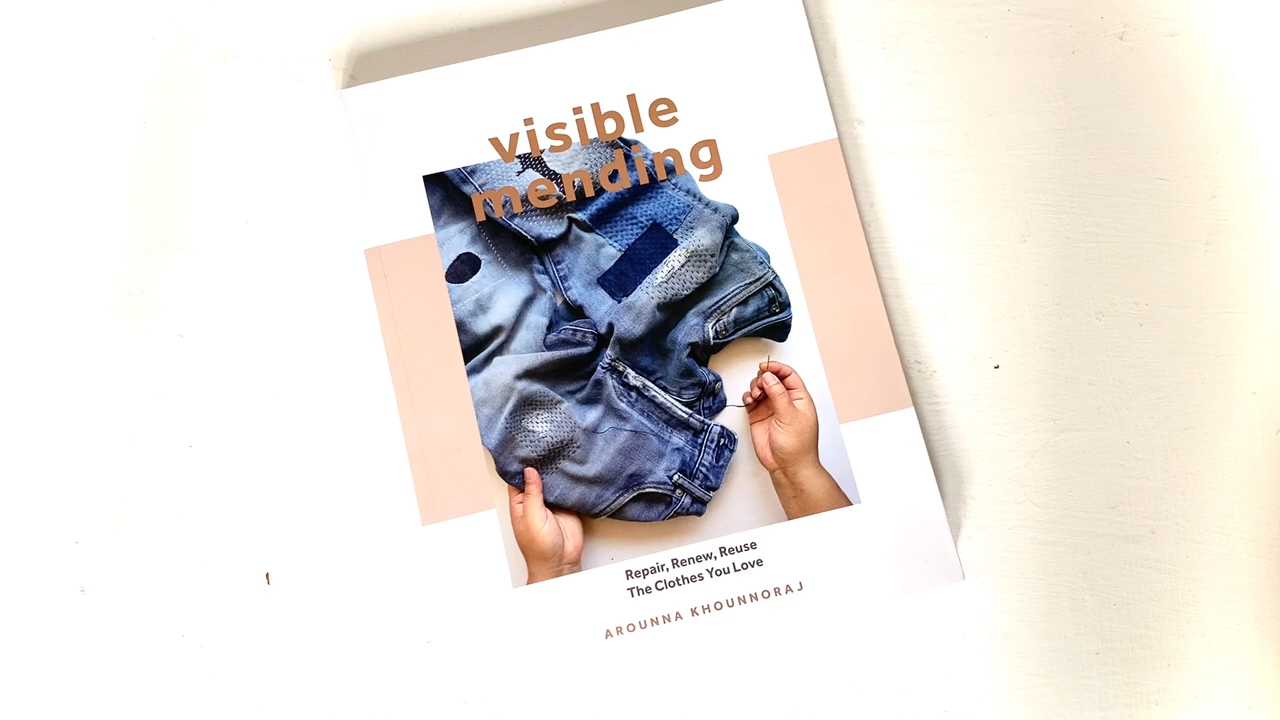 visible
mending
Repair, Renew, Reuse
The Clothes You Love
AROUNNA KHOUNNORAJ